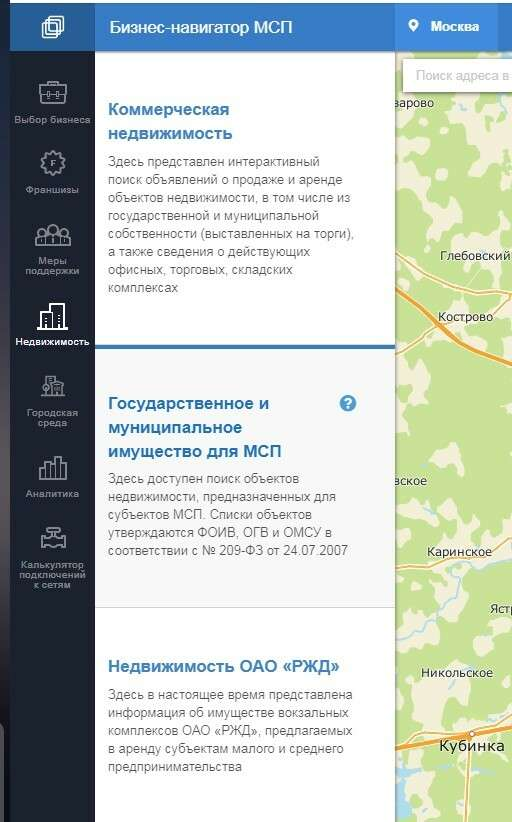 Бизнес-навигатор МСП
Москва
Поиск адреса в
Выбор бизнеса
Франшизы
Меры
поддержки
Недвижимость
Городская
среда
Аналитика
Калькулятор
подключений
к сетям
Коммерческая
недвижимость
Здесь представлен интерактивный
поиск объявлений о продаже и аренде
объектов недвижимости, в том числе из
государственной и муниципальной
собственности (выставленных на торги),
а также сведения о действующих
офисных, торговых, складских
комплексах
Государственное и
муниципальное
имущество для МСП
?
Здесь доступен поиск объектов
недвижимости, предназначенных для
субъектов МСП. Списки объектов
утверждаются ФОИВ, ОГВ и ОМСУ в
соответствии с № 209-ФЗ от 24.07.2007
Недвижимость ОАО «РЖД»
Здесь в настоящее время представлена
информация об имуществе вокзальных
комплексов ОАО «РЖД», предлагаемых
в аренду субъектам малого и среднего
предпринимательства
варово
Глебовский
Кострово
вское
Каринское
Ястр
Никольское
Кубинка